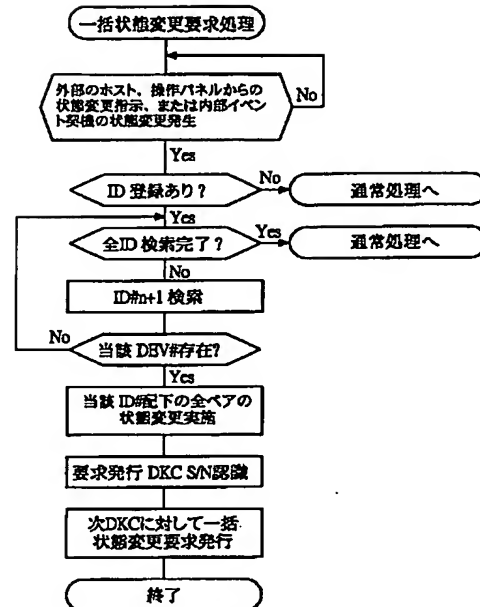 一括状態変更要求処理
外部のホスト、操作パネルからの
状態変更指示、または内部イベン
ト契機の状態変更発生
No
Yes
ID 登録あり?
No
通常処理へ
Yes
全ID 検索完了?
Yes
通常処理へ
No
ID#n+1 検索
No
当該 DEV#存在?
Yes
当該 ID#配下の全ペアの
状態変更実施
要求発行 DKC S/N認識
次DKCに対して一括
状態変更要求発行
終了